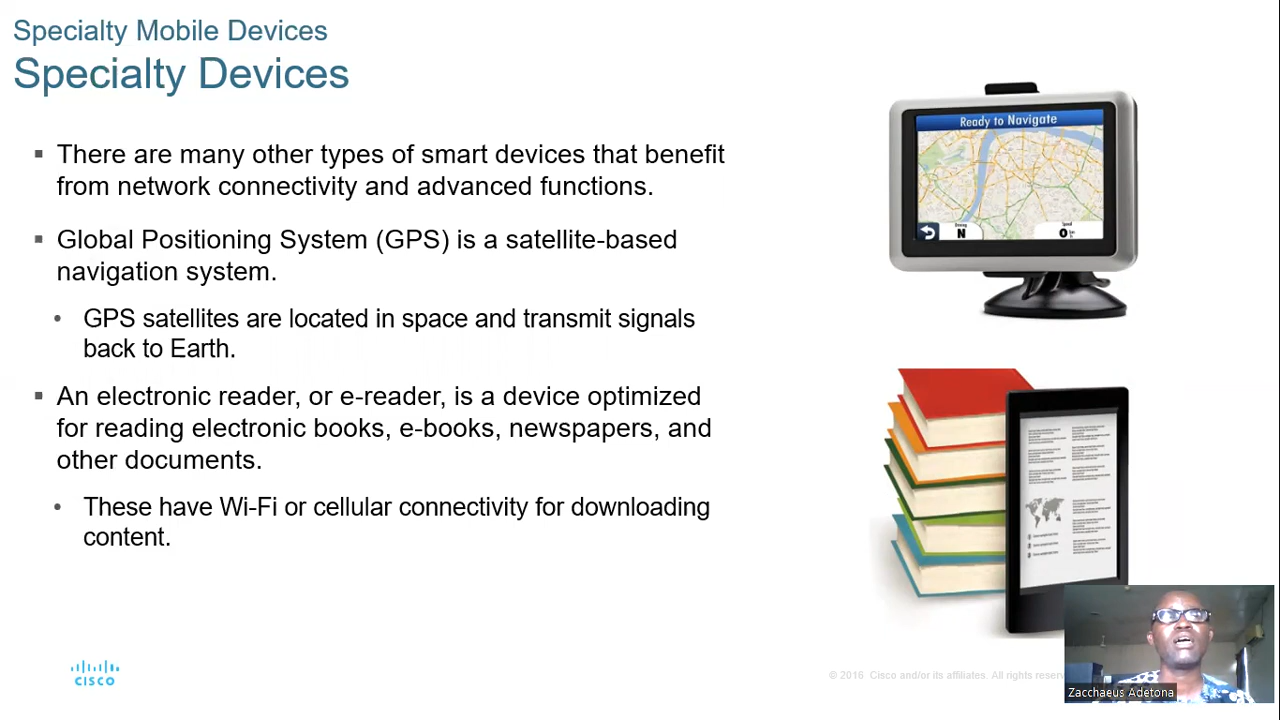 Specialty Mobile Devices
Specialty Devices
▪ There are many other types of smart devices that benefit
from network connectivity and advanced functions.
▪ Global Positioning System (GPS) is a satellite-based
navigation system.
• GPS satellites are located in space and transmit signals
back to Earth.
▪ An electronic reader, or e-reader, is a device optimized
for reading electronic books, e-books, newspapers, and
other documents.
• These have Wi-Fi or cellular connectivity for downloading
content.
Ready to Navigate
N
0
CISCO
© 2016 Cisco and/or its affiliates. All rights reser
Zacchaeus Adetona